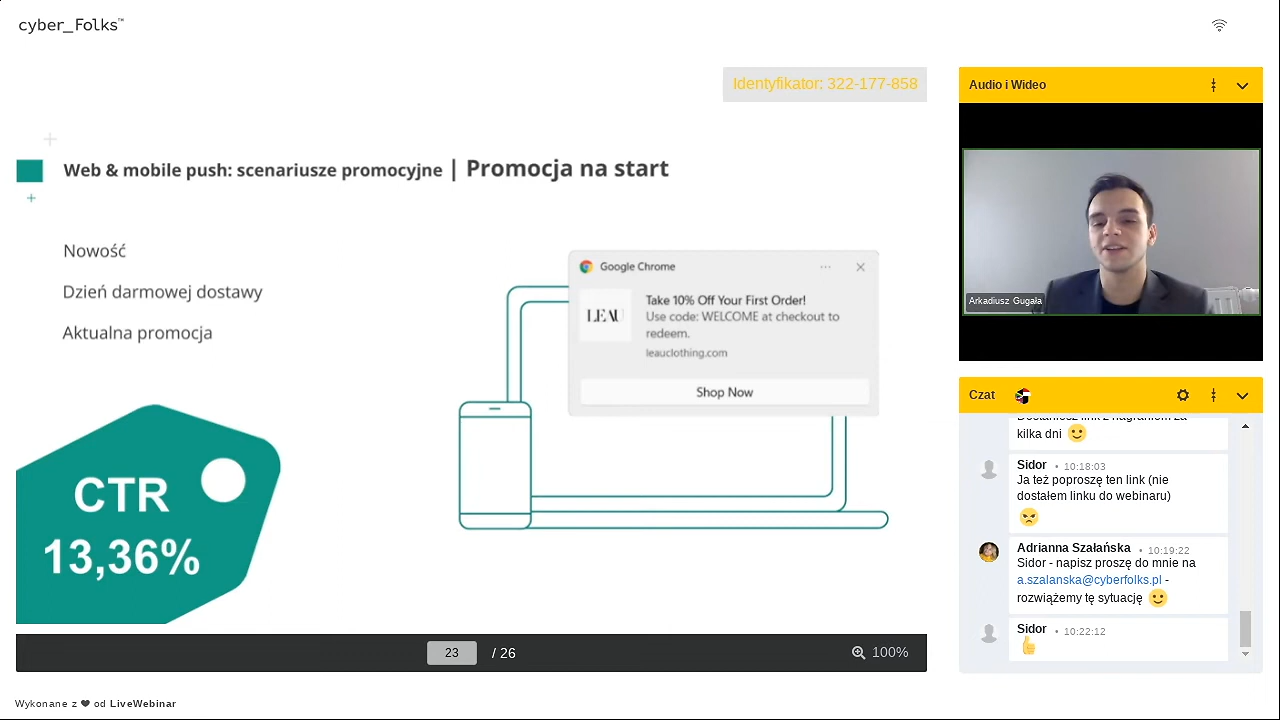 cyber_Folks™
Identyfikator: 322-177-858
Web & mobile push: scenariusze promocyjne | Promocja na start
Nowość
Dzień darmowej dostawy
Aktualna promocja
Google Chrome
LEAU
Take 10% Off Your First Order!
Use code: WELCOME at checkout to
redeem.
leauclothing.com
Shop Now
CTR
13,36%
23 / 26
100%
Wykonane z ❤ od LiveWebinar
Audio i Wideo
Arkadiusz Gugała
Czat
Dostaniesz link z nagraniem za
kilka dni 🙂
Sidor • 10:18:03
Ja też poproszę ten link (nie
dostałem linku do webinaru)
😠
Adrianna Szałańska • 10:19:22
Sidor - napisz proszę do mnie na
a.szalanska@cyberfolks.pl -
rozwiążemy tę sytuację 🙂
Sidor • 10:22:12
👍